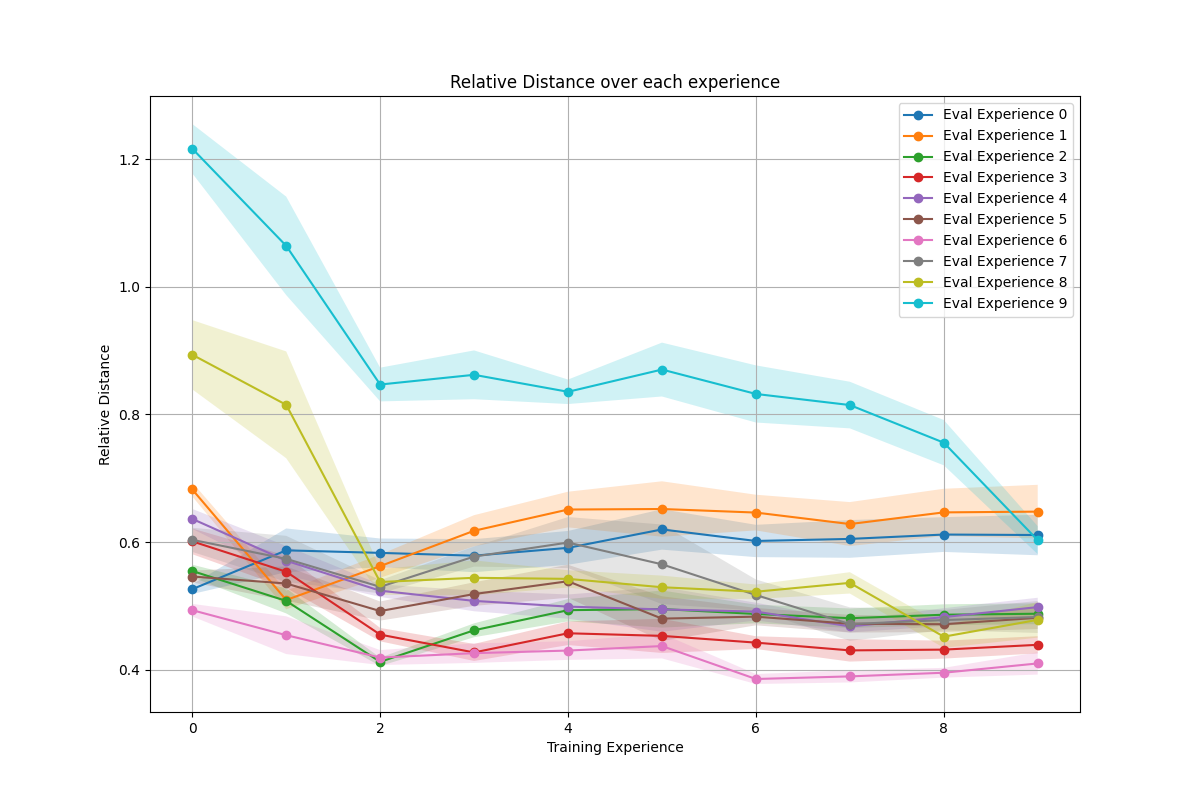 Relative Distance over each experience
Eval Experience 0
Eval Experience 1
Eval Experience 2
Eval Experience 3
Eval Experience 4
Eval Experience 5
Eval Experience 6
Eval Experience 7
Eval Experience 8
Eval Experience 9
1.2
1.0
0.8
0.6
0.4
Relative Distance
0 2 4 6 8
Training Experience